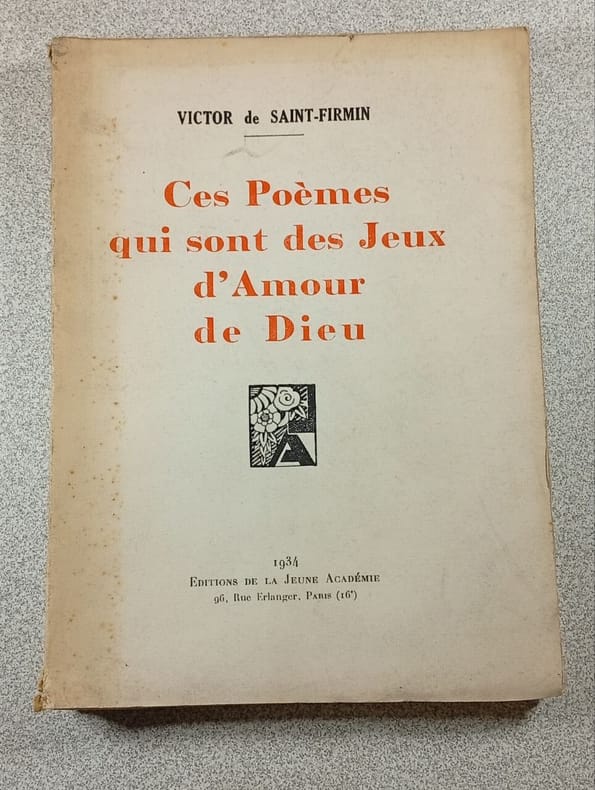 VICTOR de SAINT-FIRMIN
Ces Poèmes
qui sont des Jeux
d'Amour
de Dieu
1934
EDITIONS DE LA JEUNE ACADÉMIE
96, RUE ERLANGER, PARIS (16ᵉ)